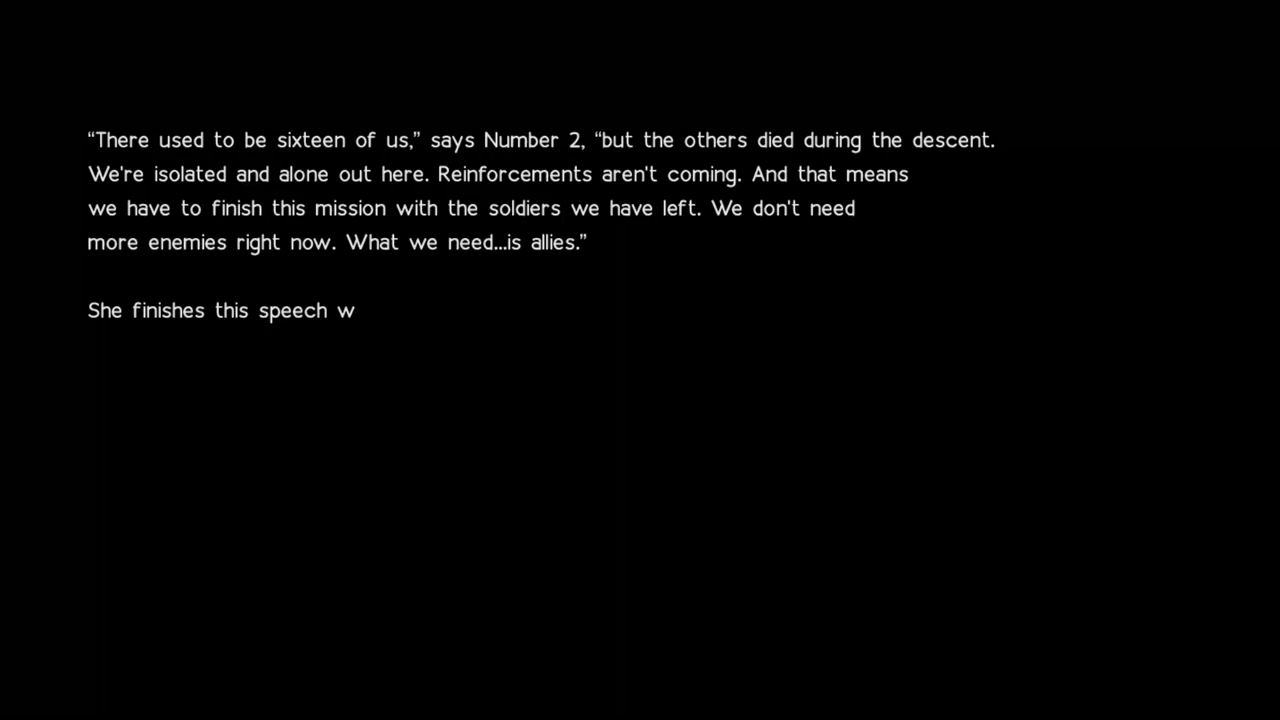 “There used to be sixteen of us,” says Number 2, “but the others died during the descent.
We're isolated and alone out here. Reinforcements aren't coming. And that means
we have to finish this mission with the soldiers we have left. We don't need
more enemies right now. What we need...is allies.”
She finishes this speech w